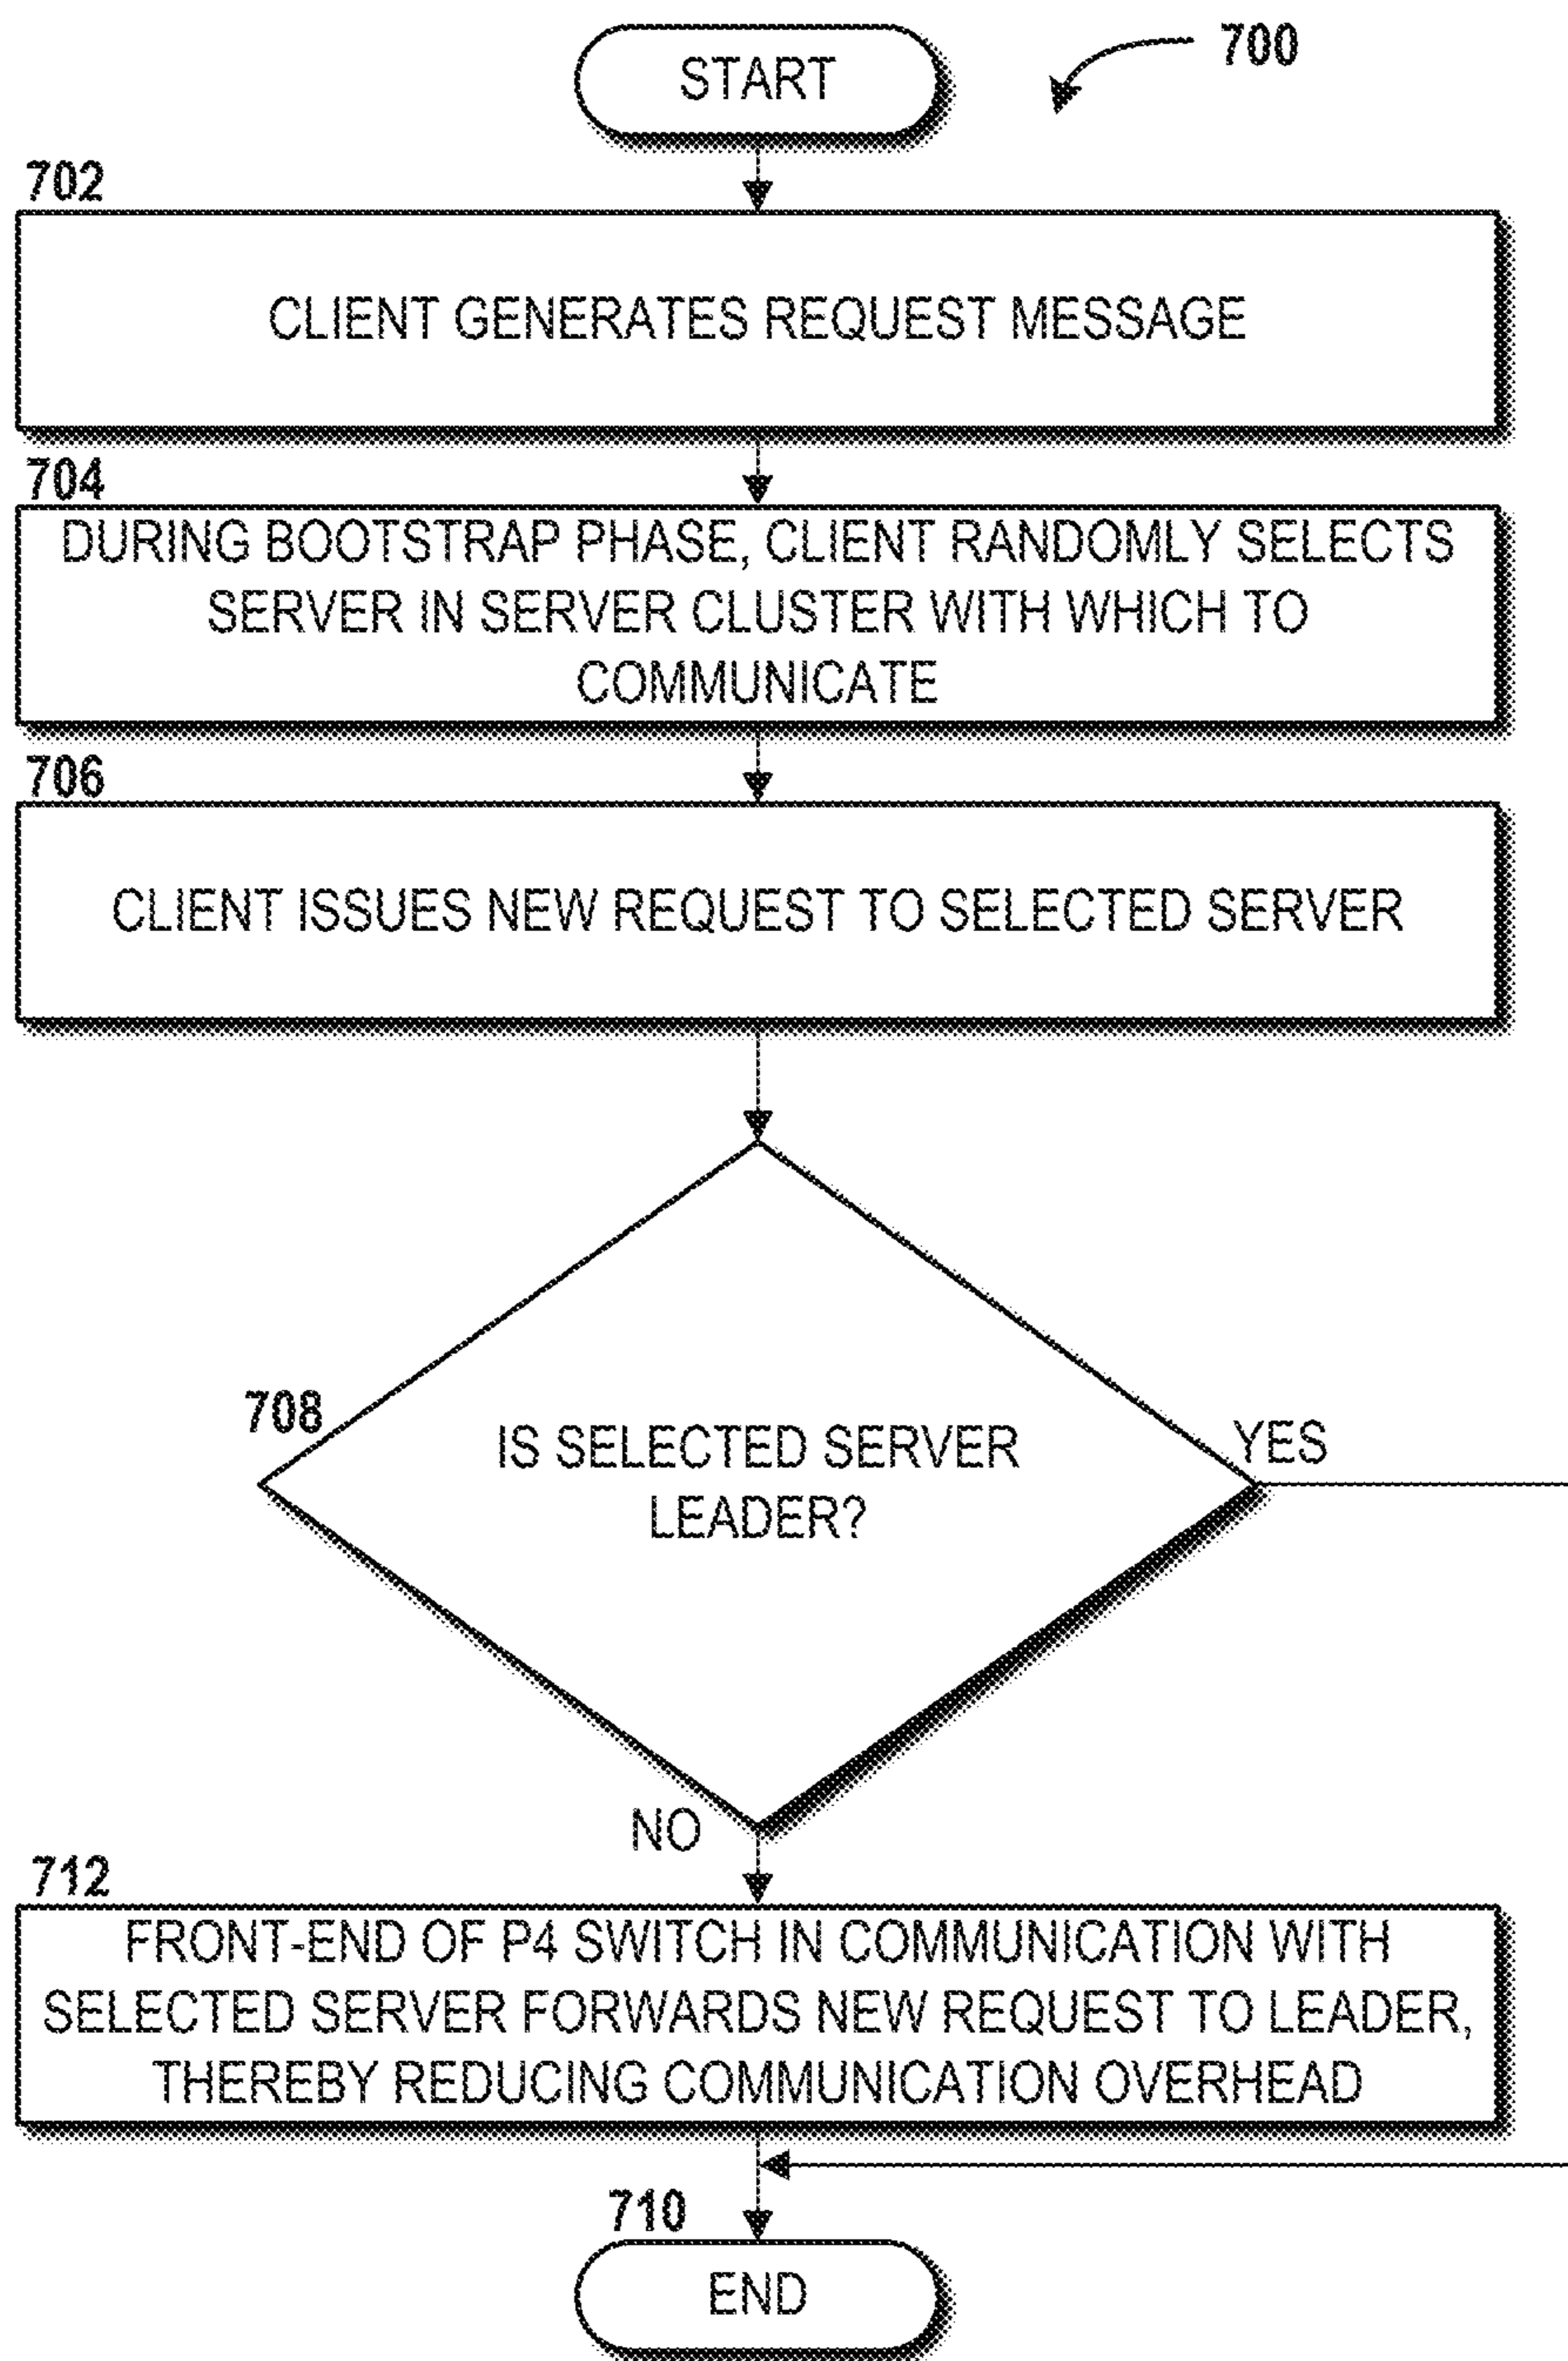 START
700
702
CLIENT GENERATES REQUEST MESSAGE
704
DURING BOOTSTRAP PHASE, CLIENT RANDOMLY SELECTS
SERVER IN SERVER CLUSTER WITH WHICH TO
COMMUNICATE
706
CLIENT ISSUES NEW REQUEST TO SELECTED SERVER
708
IS SELECTED SERVER
LEADER?
YES
NO
712
FRONT-END OF P4 SWITCH IN COMMUNICATION WITH
SELECTED SERVER FORWARDS NEW REQUEST TO LEADER,
THEREBY REDUCING COMMUNICATION OVERHEAD
710
END